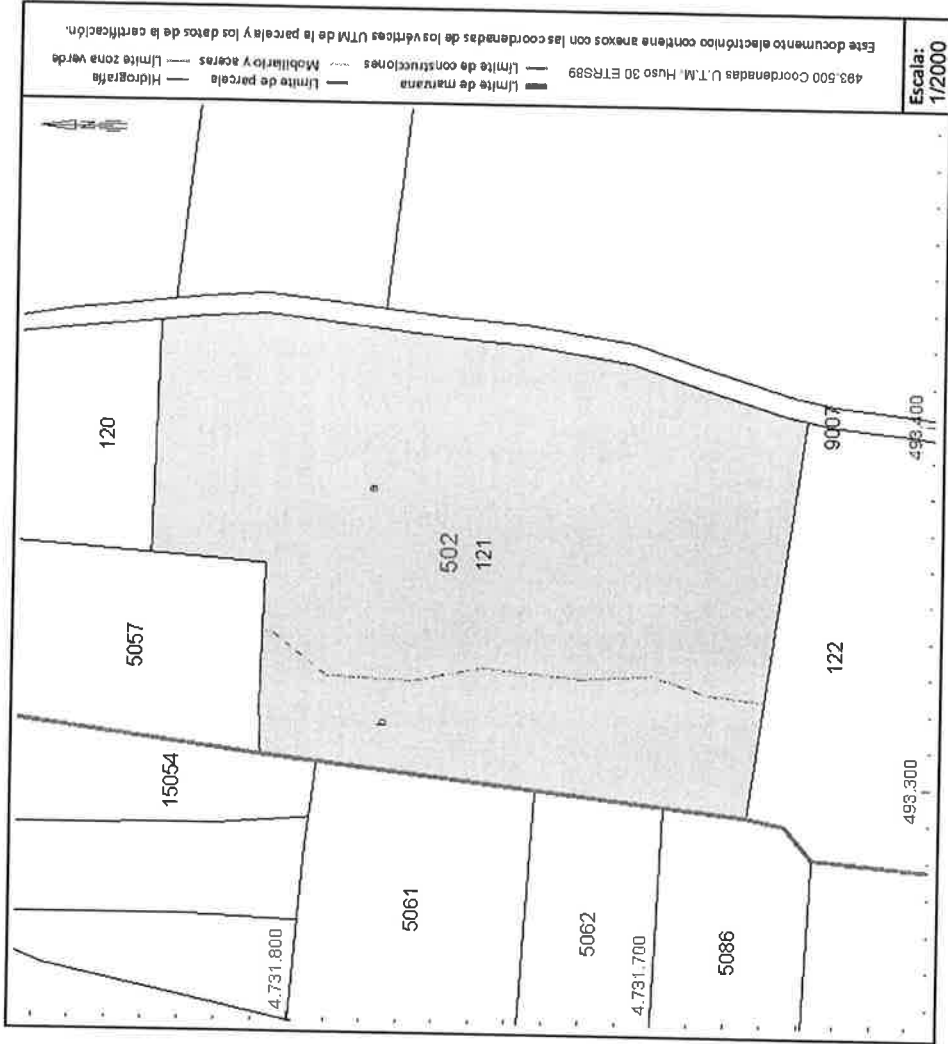 120
5057
15054
a
502
121
b
4.731.800
5061
5062
4.731.700
5086
122
9007
493.400
493.300
Escala:
1/2000
493.500 Coordenadas U.T.M. Huso 30 ETRS89
Límite de manzana
Límite de parcela
Hidrografía
Límite de construcciones
Mobiliario y aceras
Límite zona verde
Este documento electrónico contiene anexos con las coordenadas de los vértices UTM de la parcela y los datos de la certificación.